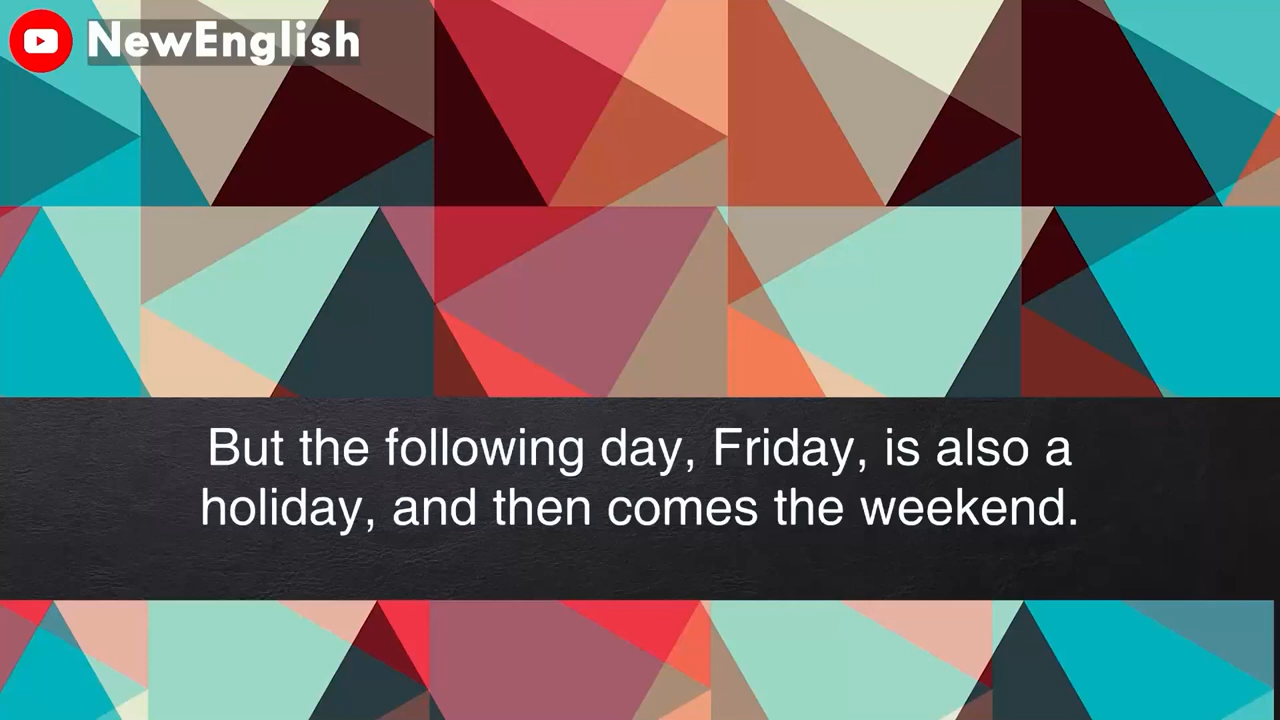 NewEnglish
But the following day, Friday, is also a
holiday, and then comes the weekend.